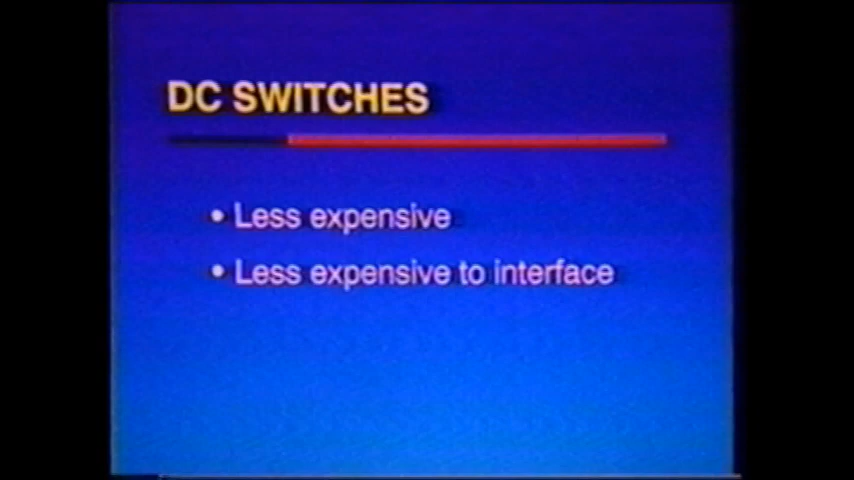 DC SWITCHES
• Less expensive
• Less expensive to interface